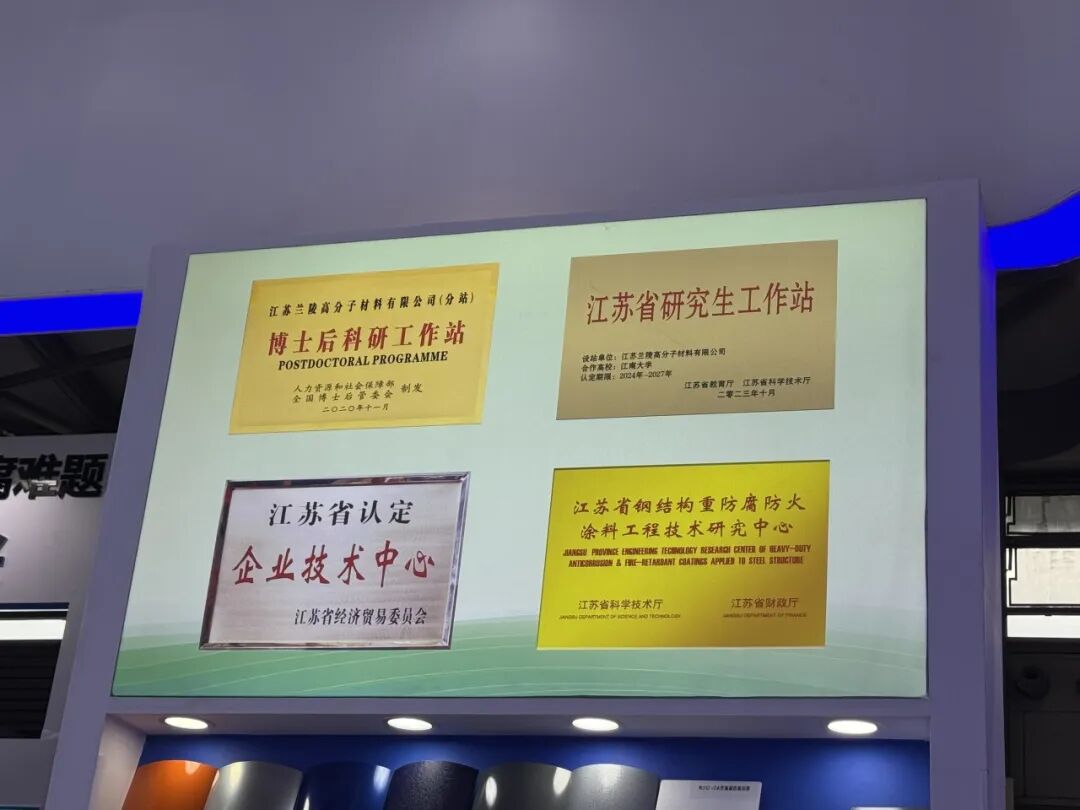 江苏兰陵高分子材料有限公司(分站)
博士后科研工作站
POSTDOCTORAL PROGRAMME
人力资源和社会保障部
全国博士后管委会 制发
二〇二〇年十一月
江苏省研究生工作站
设站单位：江苏兰陵高分子材料有限公司
合作高校：江南大学
认定期限：2024年-2027年
江苏省教育厅 江苏省科学技术厅
二零二三年十月
江苏省认定
企业技术中心
江苏省经济贸易委员会
江苏省钢结构重防腐防火
涂料工程技术研究中心
JIANGSU PROVINCE ENGINEERING TECHNOLOGY RESEARCH CENTER OF HEAVY-DUTY
ANTICORROSION & FIRE-RETARDANT COATINGS APPLIED TO STEEL STRUCTURE
江苏省科学技术厅 江苏省财政厅
JIANGSU DEPARTMENT OF SCIENCE AND TECHNOLOGY JIANGSU DEPARTMENT OF FINANCE
腐难题